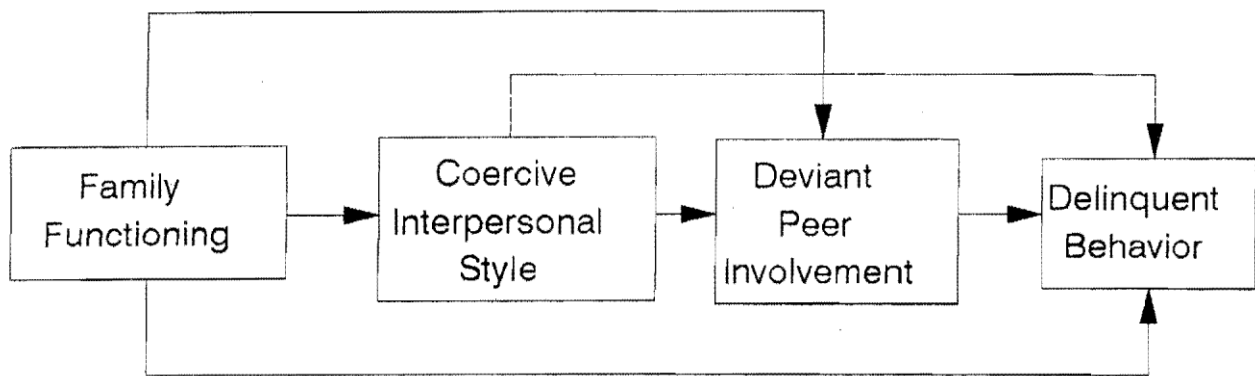 Family
Functioning
Coercive
Interpersonal
Style
Deviant
Peer
Involvement
Delinquent
Behavior